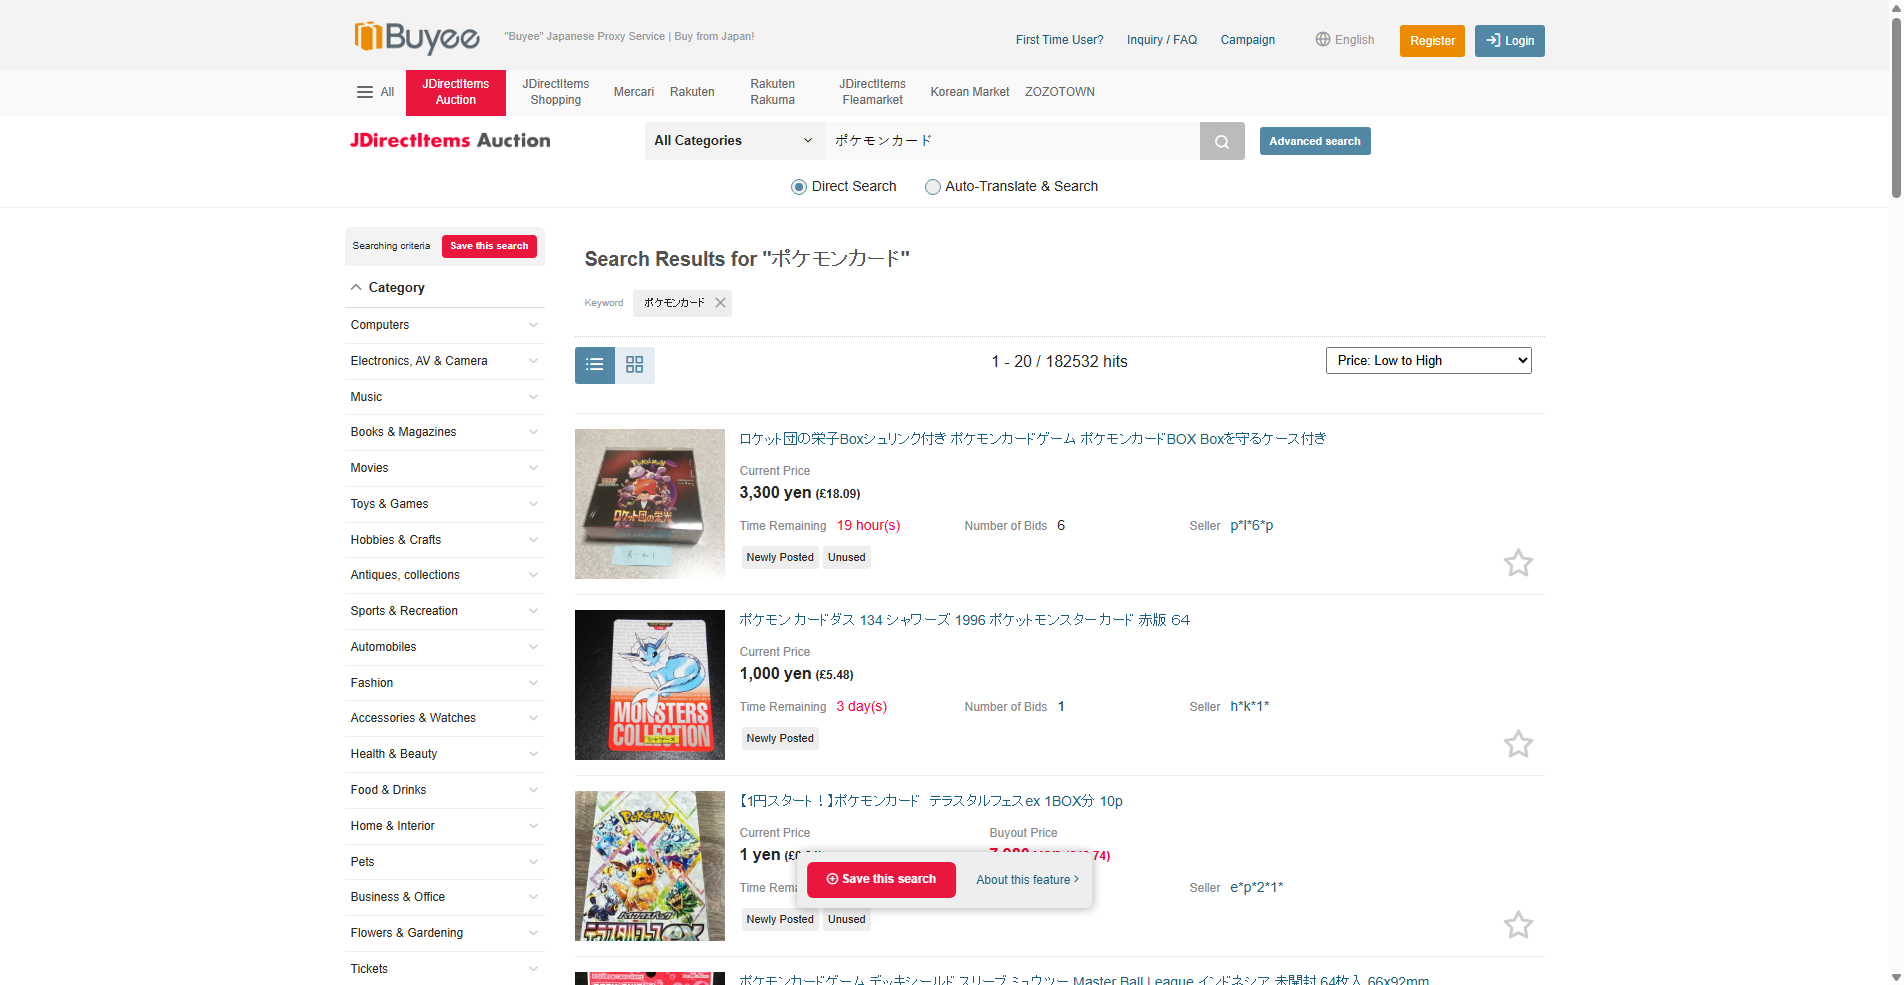 Buyee
"Buyee" Japanese Proxy Service | Buy from Japan!
First Time User?
Inquiry / FAQ
Campaign
English
Register
Login
All
JDirectItems
Auction
JDirectItems
Shopping
Mercari
Rakuten
Rakuten
Rakuma
JDirectItems
Fleamarket
Korean Market
ZOZOTOWN
JDirectItems Auction
All Categories
ポケモンカード
Advanced search
Direct Search
Auto-Translate & Search
Searching criteria
Save this search
Category
Computers
Electronics, AV & Camera
Music
Books & Magazines
Movies
Toys & Games
Hobbies & Crafts
Antiques, collections
Sports & Recreation
Automobiles
Fashion
Accessories & Watches
Health & Beauty
Food & Drinks
Home & Interior
Pets
Business & Office
Flowers & Gardening
Tickets
Search Results for "ポケモンカード"
Keyword
ポケモンカード
1 - 20 / 182532 hits
Price: Low to High
ロケット団の栄子Boxシュリンク付き ポケモンカードゲーム ポケモンカードBOX Boxを守るケース付き
Current Price
3,300 yen (£18.09)
Time Remaining 19 hour(s)
Number of Bids 6
Seller p*l*6*p
Newly Posted
Unused
Pokémon
ロケット団の栄光
ポケモン カードダス 134 シャワーズ 1996 ポケットモンスターカード 赤版 64
Current Price
1,000 yen (£5.48)
Time Remaining 3 day(s)
Number of Bids 1
Seller h*k*1*
Newly Posted
MONSTERS
COLLECTION
シャワーズ
【1円スタート！】ポケモンカード テラスタルフェスex 1BOX分 10p
Current Price
Buyout Price
1 yen
74)
Seller e*p*2*1*
Newly Posted
Unused
Pokémon
Save this search
About this feature
ポケモンカードゲーム デッキシールド スリーブ ミュウツー Master Ball League インドネシア 未開封 64枚入 66x92mm